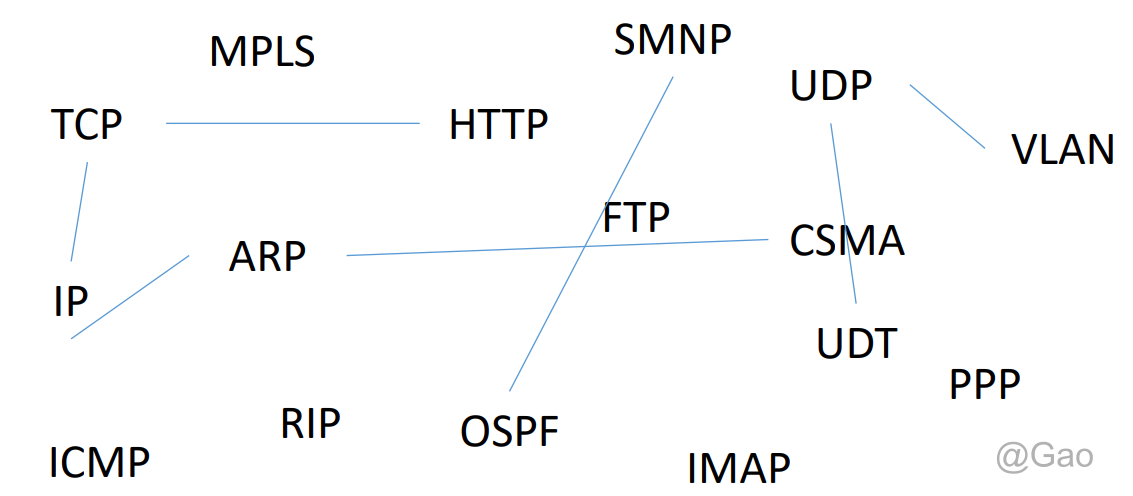 MPLS
SMNP
UDP
TCP
HTTP
VLAN
FTP
ARP
CSMA
IP
UDT
PPP
RIP
OSPF
ICMP
IMAP
@Gao